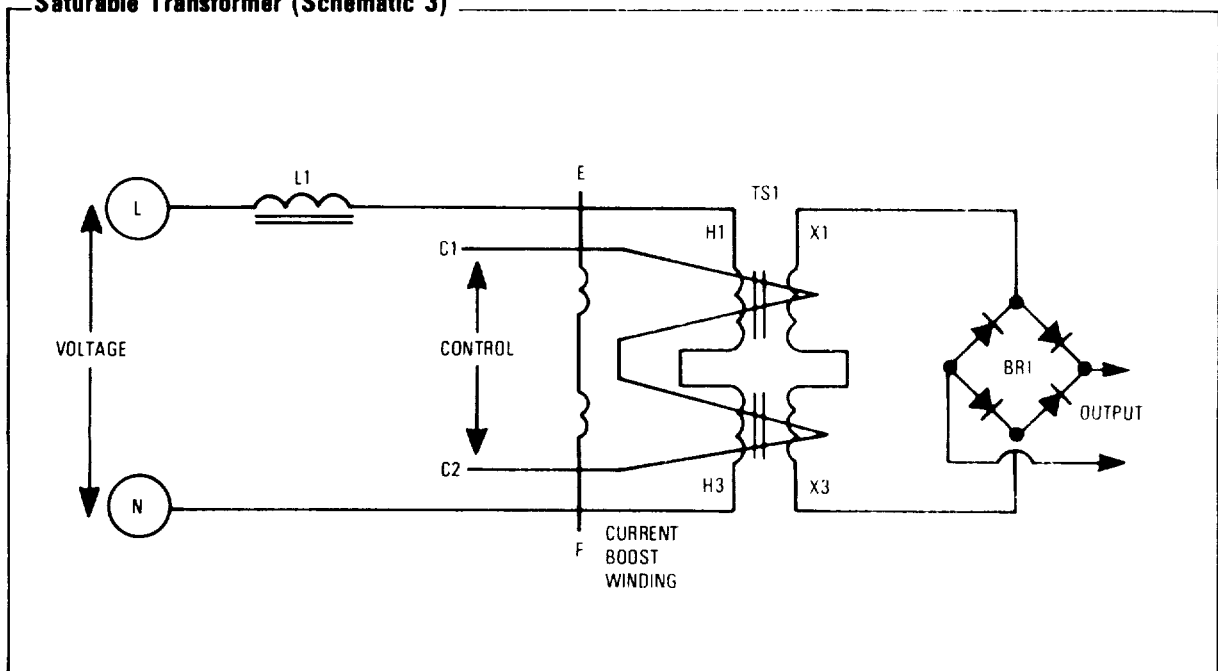 Saturable Transformer (Schematic 3)
E
L1
TS1
L
H1
X1
C1
VOLTAGE
CONTROL
BR1
OUTPUT
C2
H3
X3
N
F
CURRENT
BOOST
WINDING